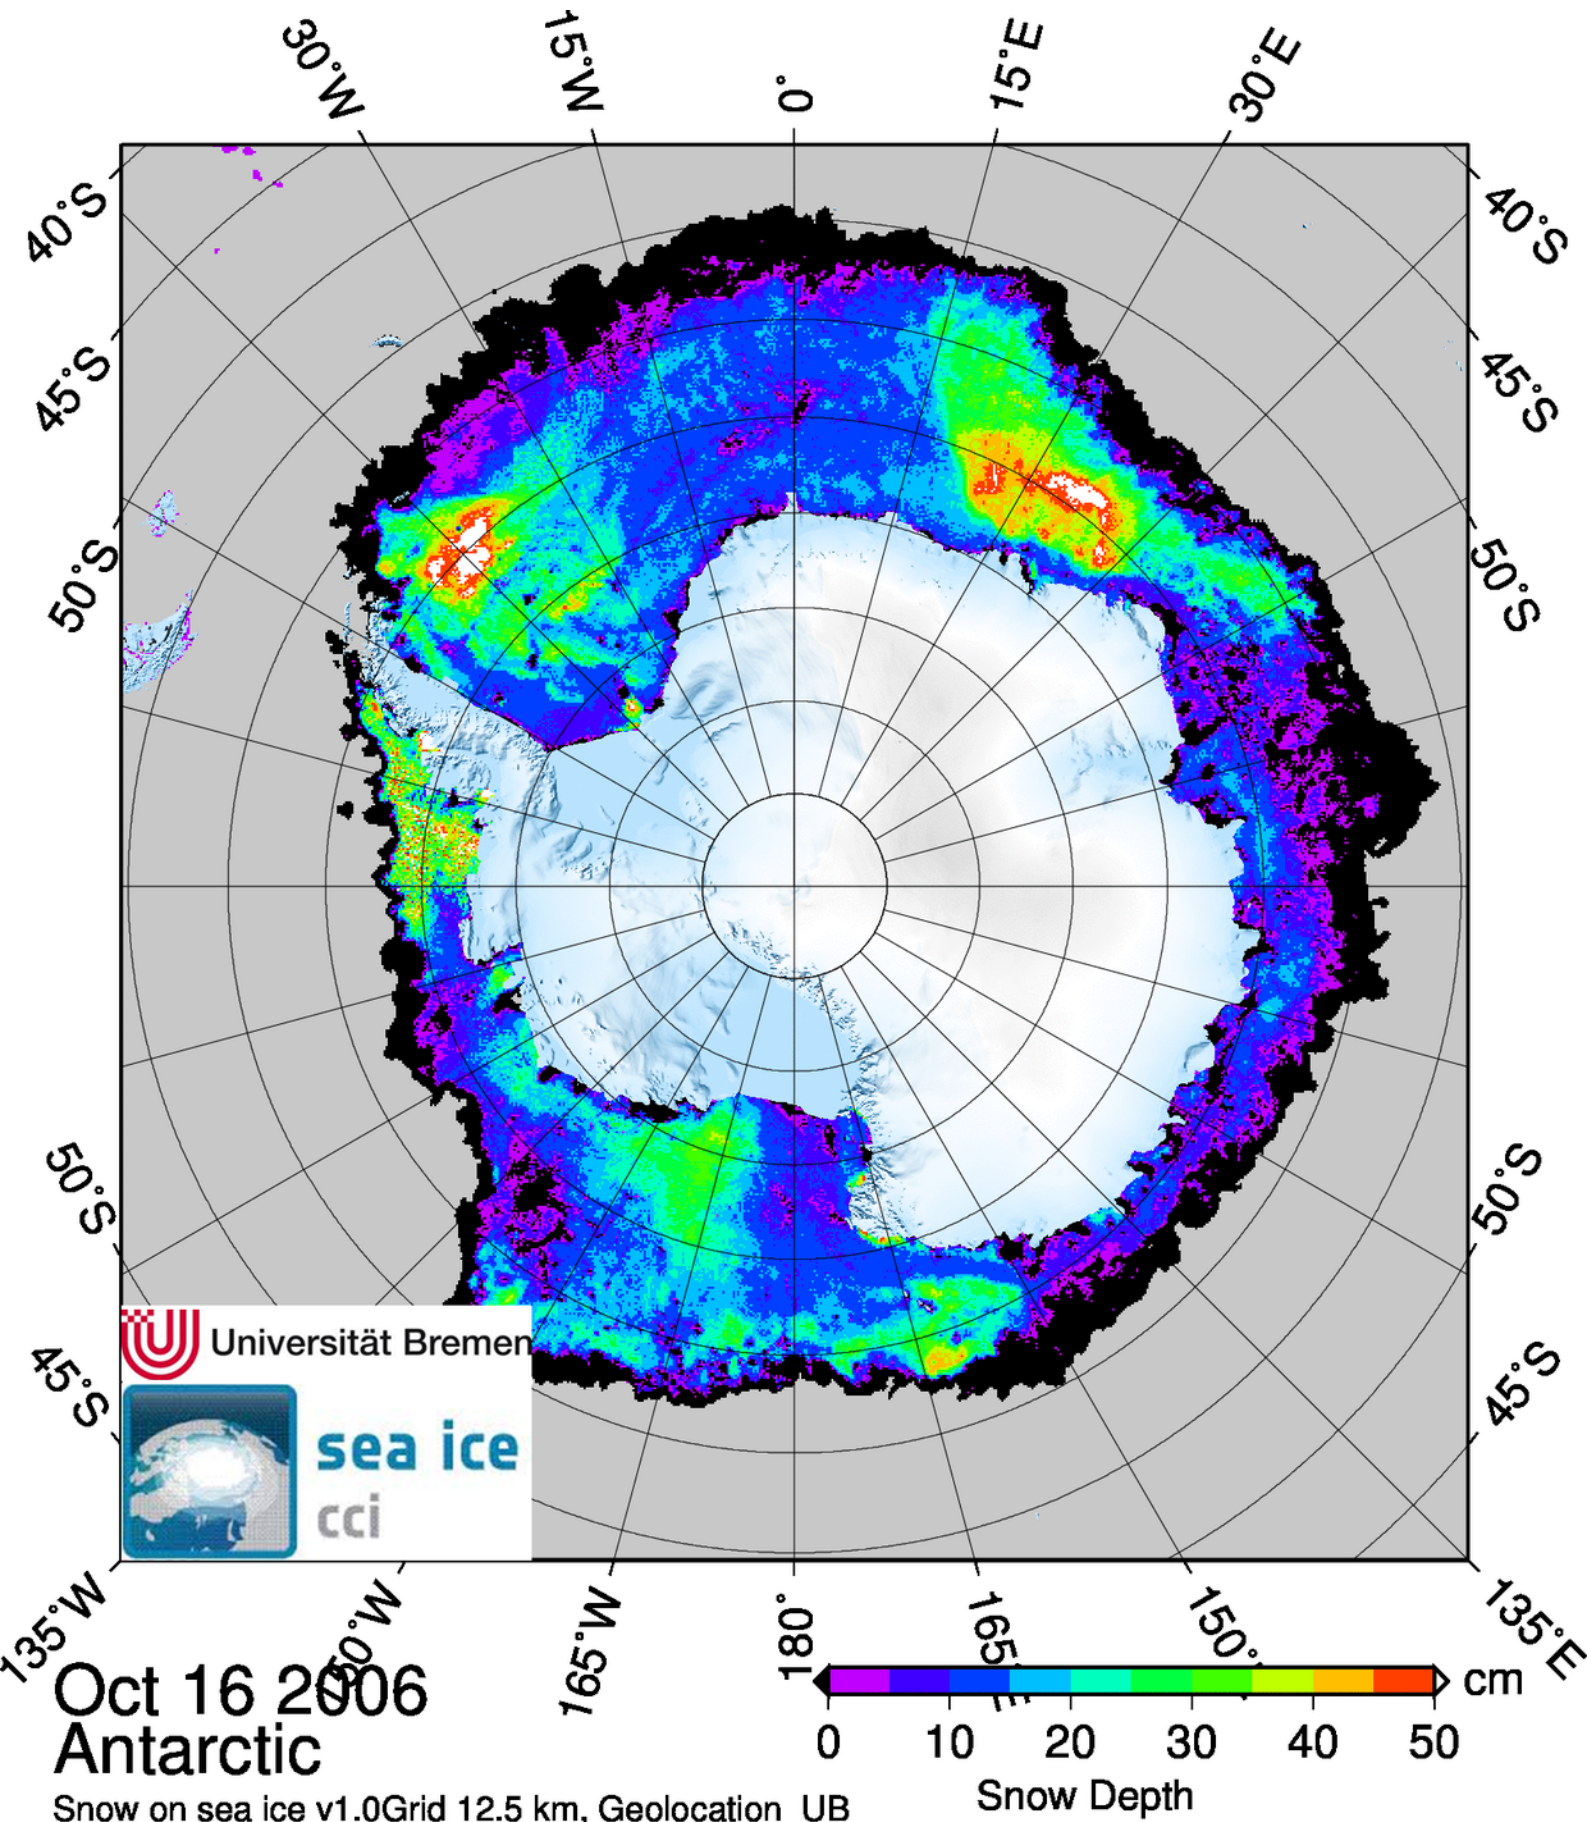 30°W 15°W 0° 15°E 30°E
40°S 40°S
45°S 45°S
50°S 50°S
50°S 50°S
45°S 45°S
Universität Bremen
sea ice
cci
135°W 165°W 180° 135°E
Oct 16 2006
Antarctic
Snow on sea ice v1.0Grid 12.5 km, Geolocation UB
cm
0 10 20 30 40 50
Snow Depth